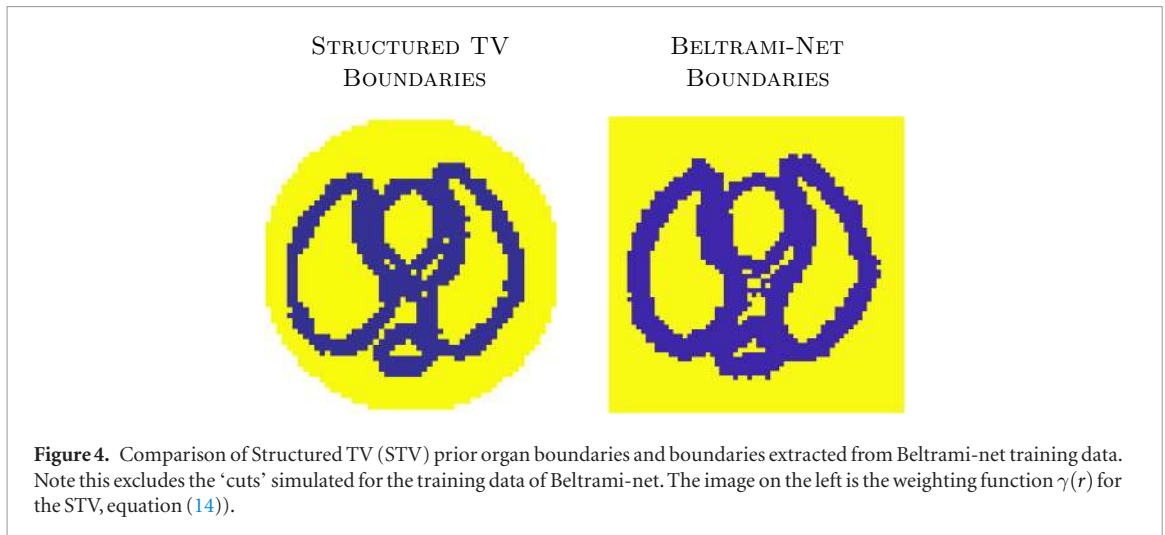 STRUCTURED TV
BOUNDARIES
BELTRAMI-NET
BOUNDARIES
Figure 4. Comparison of Structured TV (STV) prior organ boundaries and boundaries extracted from Beltrami-net training data.
Note this excludes the ‘cuts’ simulated for the training data of Beltrami-net. The image on the left is the weighting function γ(r) for
the STV, equation (14)).